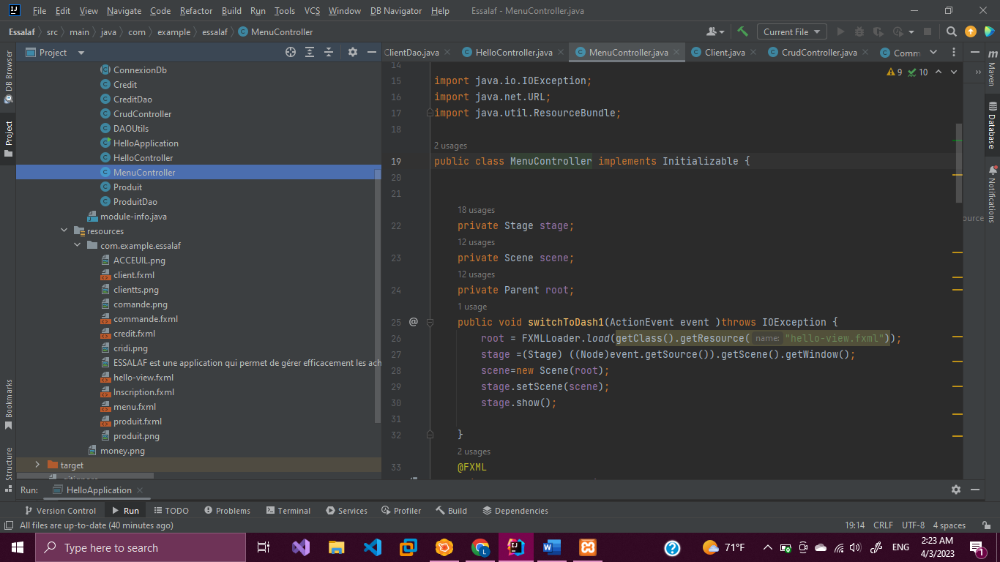 File Edit View Navigate Code Refactor Build Run Tools VCS Window DB Navigator Help Essalaf - MenuController.java
Essalaf src main java com example essalaf MenuController Current File
Project ClientDao.java HelloController.java MenuController.java Client.java CrudController.java Comm
DB Browser
Project
Bookmarks
Structure
ConnexionDb
Credit
CreditDao
CrudController
DAOUtils
HelloApplication
HelloController
MenuController
Produit
ProduitDao
module-info.java
resources
com.example.essalaf
ACCEUIL.png
client.fxml
clientts.png
comande.png
commande.fxml
credit.fxml
cridi.png
ESSALAF est une application qui permet de gérer efficacement les ach
hello-view.fxml
Inscription.fxml
menu.fxml
produit.fxml
produit.png
money.png
target
.gitignore
9 10
14
15 import java.io.IOException;
16 import java.net.URL;
17 import java.util.ResourceBundle;
18
2 usages
19 public class MenuController implements Initializable {
20
21
18 usages
22 private Stage stage;
12 usages
23 private Scene scene;
12 usages
24 private Parent root;
1 usage
25 @ public void switchToDash1(ActionEvent event )throws IOException {
26 root = FXMLLoader.load(getClass().getResource( name: "hello-view.fxml"));
27 stage =(Stage) ((Node)event.getSource()).getScene().getWindow();
28 scene=new Scene(root);
29 stage.setScene(scene);
30 stage.show();
31
32 }
2 usages
33 @FXML
Maven
Database
Notifications
ource
Run: HelloApplication
Version Control Run TODO Problems Terminal Services Profiler Build Dependencies
All files are up-to-date (40 minutes ago) 19:14 CRLF UTF-8 4 spaces
Type here to search 71°F ENG 2:23 AM
4/3/2023 1